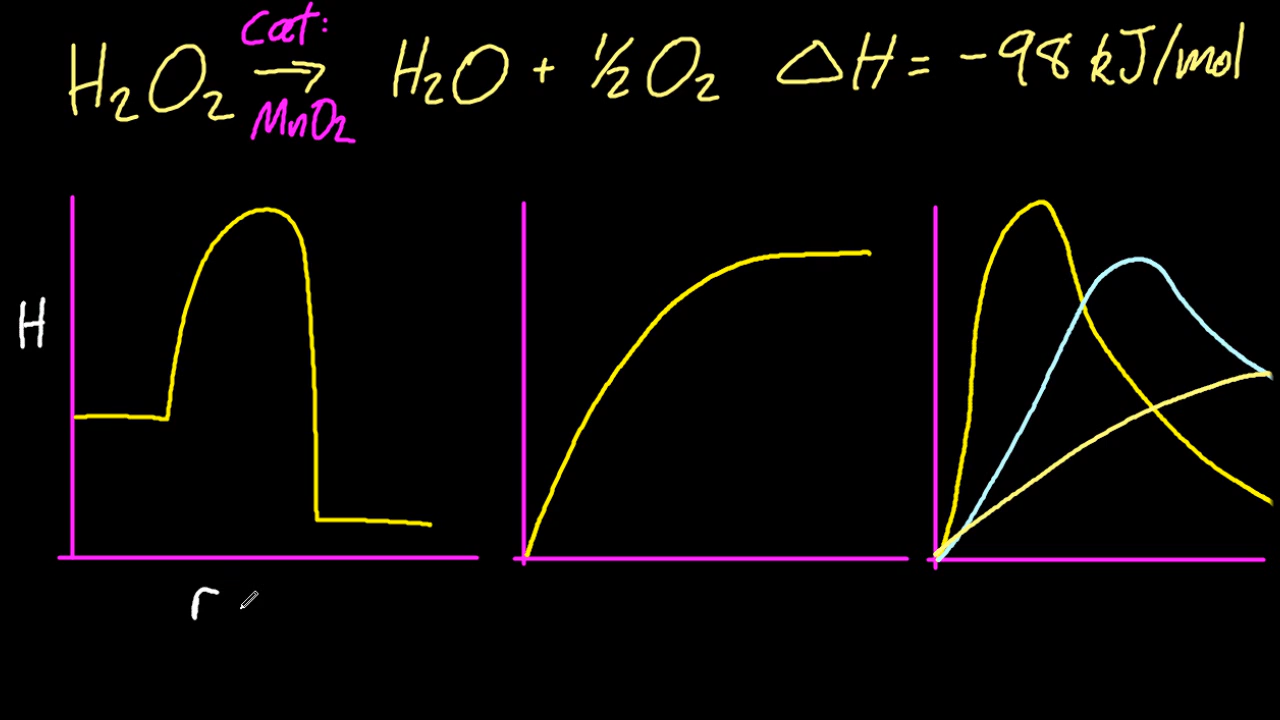 Cat:
H₂O₂ → H₂O + ½O₂ ΔH = -98 kJ/mol
MnO₂
H
r